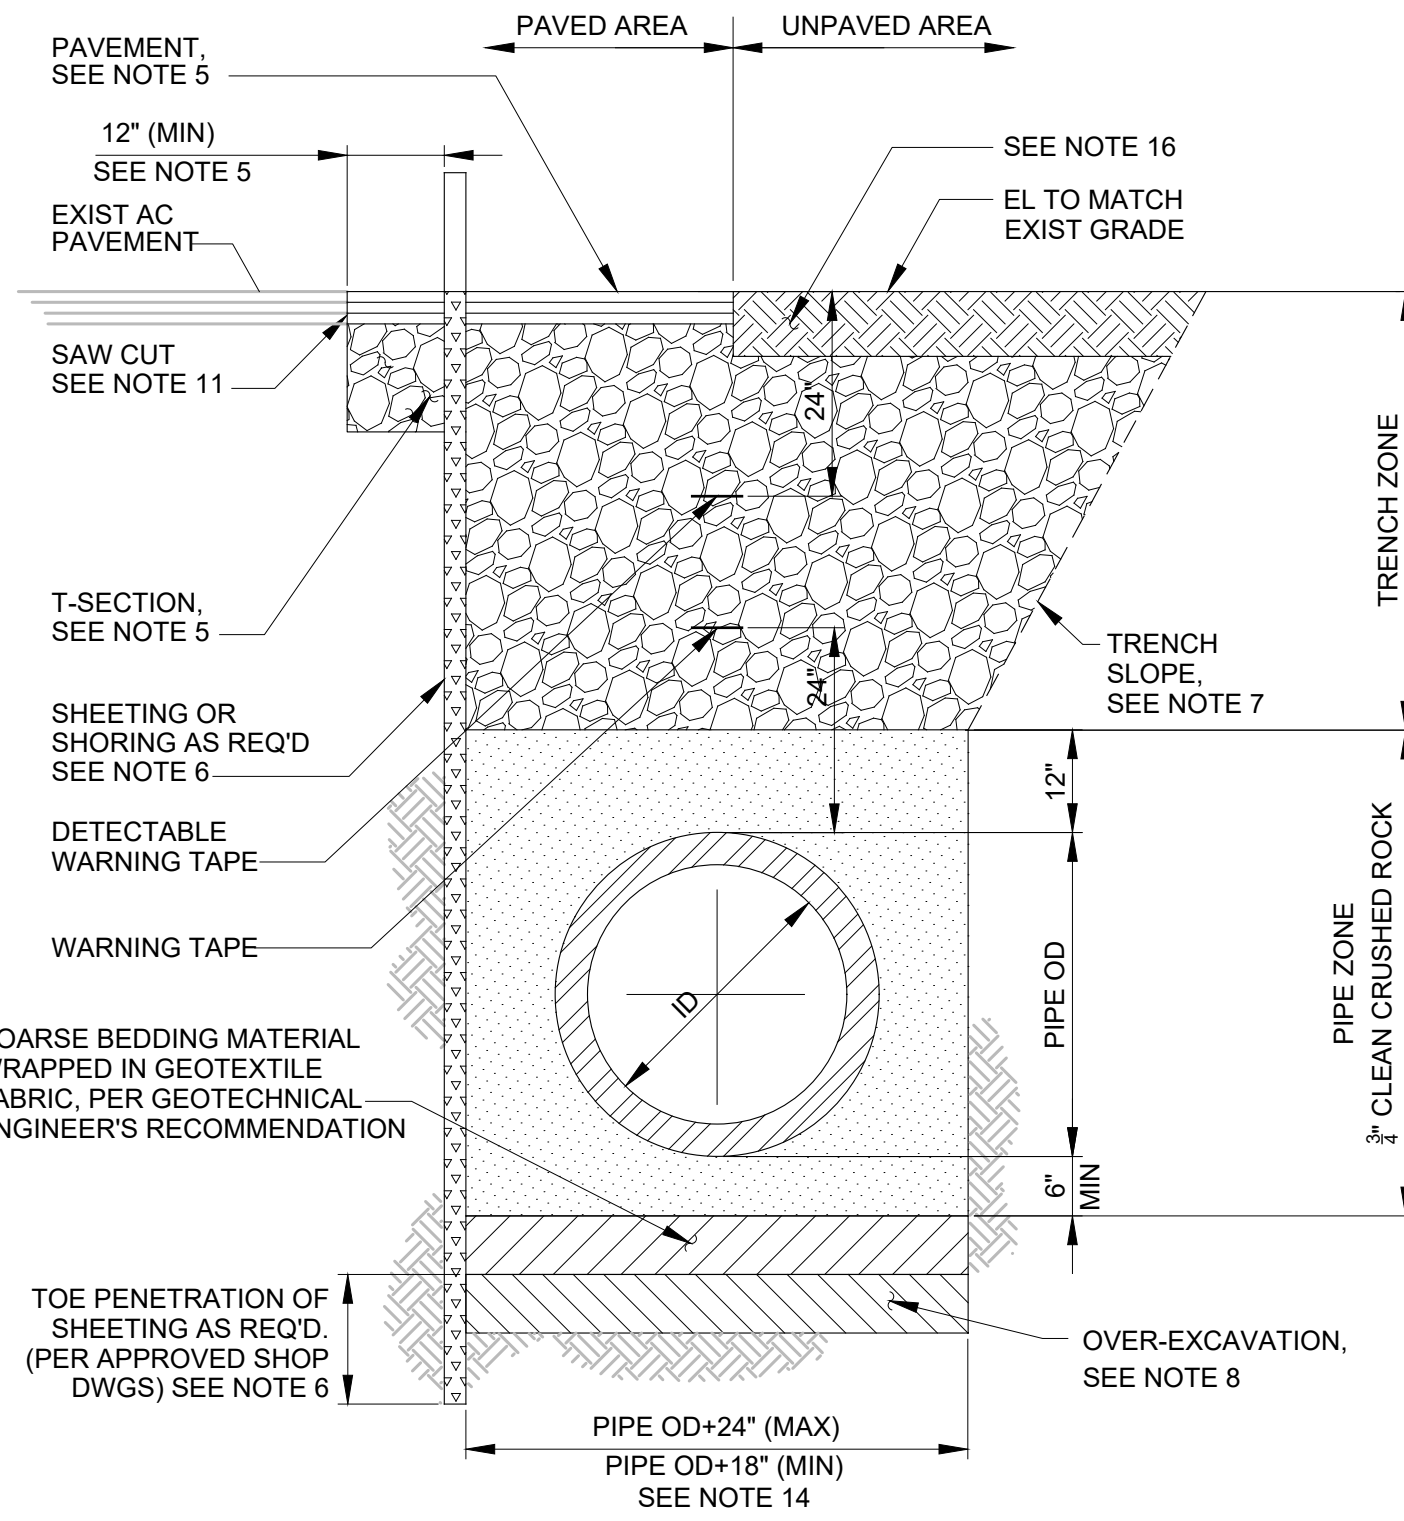 PAVED AREA
UNPAVED AREA
PAVEMENT,
SEE NOTE 5
12" (MIN)
SEE NOTE 5
SEE NOTE 16
EXIST AC
PAVEMENT
EL TO MATCH
EXIST GRADE
SAW CUT
SEE NOTE 11
24"
TRENCH ZONE
T-SECTION,
SEE NOTE 5
TRENCH
SLOPE,
SEE NOTE 7
24"
SHEETING OR
SHORING AS REQ'D
SEE NOTE 6
12"
DETECTABLE
WARNING TAPE
WARNING TAPE
PIPE OD
ID
PIPE ZONE
3/4" CLEAN CRUSHED ROCK
OARSE BEDDING MATERIAL
RAPPED IN GEOTEXTILE
ABRIC, PER GEOTECHNICAL
NGINEER'S RECOMMENDATION
6"
MIN
TOE PENETRATION OF
SHEETING AS REQ'D.
(PER APPROVED SHOP
DWGS) SEE NOTE 6
OVER-EXCAVATION,
SEE NOTE 8
PIPE OD+24" (MAX)
PIPE OD+18" (MIN)
SEE NOTE 14